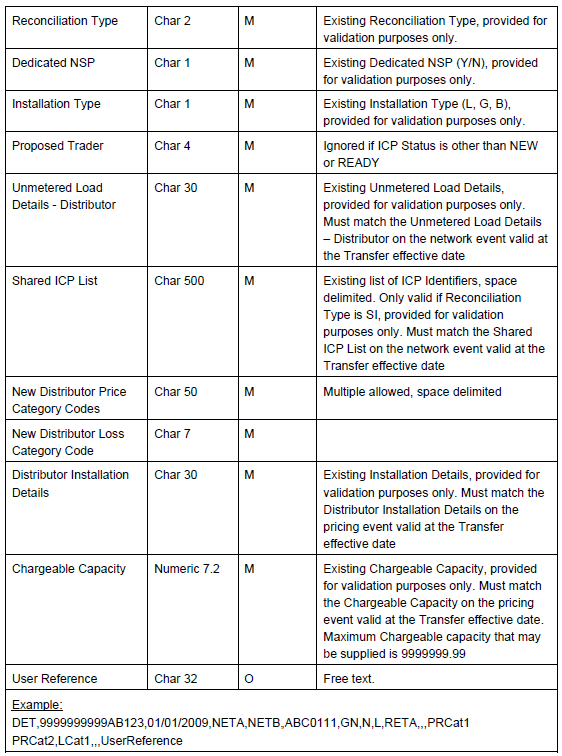 Reconciliation Type Char 2 M Existing Reconciliation Type, provided for
validation purposes only.
Dedicated NSP Char 1 M Existing Dedicated NSP (Y/N), provided
for validation purposes only.
Installation Type Char 1 M Existing Installation Type (L, G, B),
provided for validation purposes only.
Proposed Trader Char 4 M Ignored if ICP Status is other than NEW
or READY
Unmetered Load Char 30 M Existing Unmetered Load Details,
Details - Distributor provided for validation purposes only.
Must match the Unmetered Load Details
– Distributor on the network event valid at
the Transfer effective date
Shared ICP List Char 500 M Existing list of ICP Identifiers, space
delimited. Only valid if Reconciliation
Type is SI, provided for validation
purposes only. Must match the Shared
ICP List on the network event valid at the
Transfer effective date
New Distributor Price Char 50 M Multiple allowed, space delimited
Category Codes
New Distributor Loss Char 7 M
Category Code
Distributor Installation Char 30 M Existing Installation Details, provided for
Details validation purposes only. Must match the
Distributor Installation Details on the
pricing event valid at the Transfer
effective date
Chargeable Capacity Numeric 7.2 M Existing Chargeable Capacity, provided
for validation purposes only. Must match
the Chargeable Capacity on the pricing
event valid at the Transfer effective date.
Maximum Chargeable capacity that may
be supplied is 9999999.99
User Reference Char 32 O Free text.
Example:
DET,9999999999AB123,01/01/2009,NETA,NETB,,ABC0111,GN,N,L,RETA,,,PRCat1
PRCat2,LCat1,,,UserReference